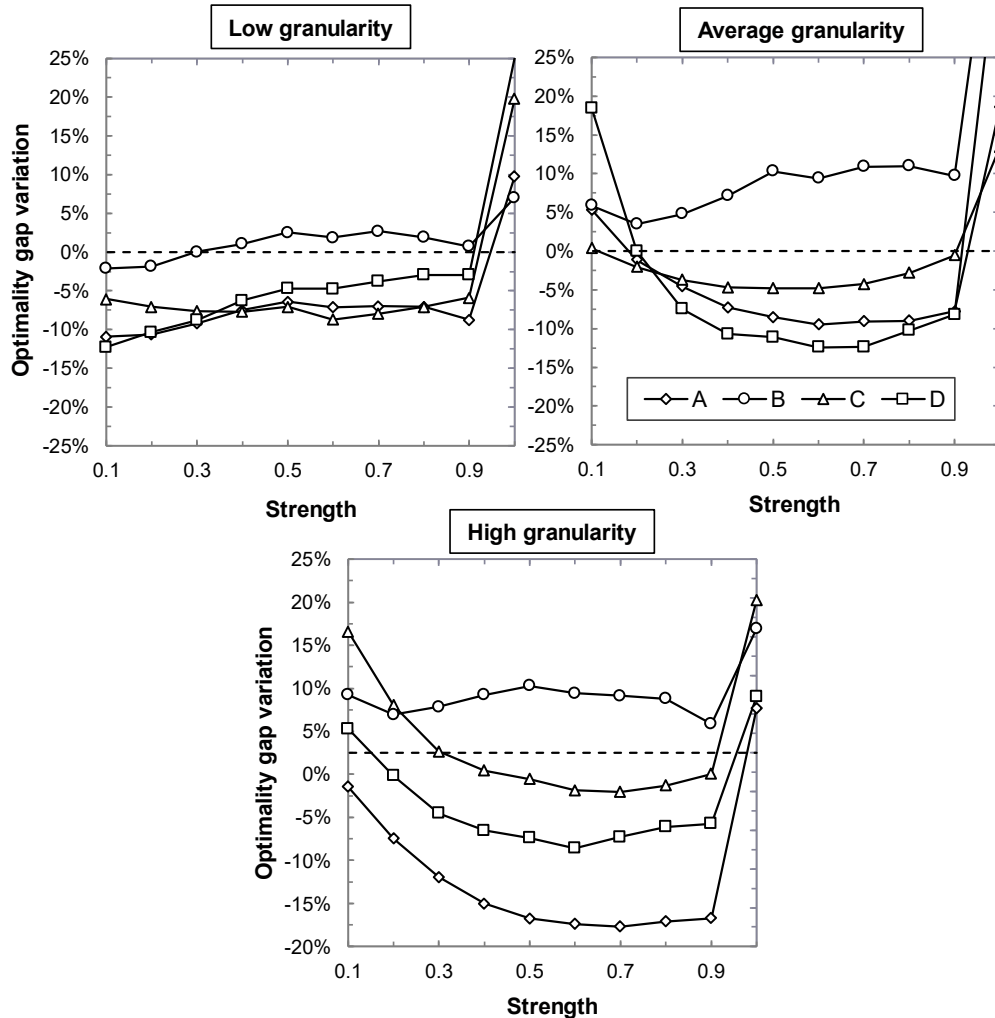 Low granularity
Average granularity
Optimality gap variation
25%
20%
15%
10%
5%
0%
-5%
-10%
-15%
-20%
-25%
0.1 0.3 0.5 0.7 0.9
Strength
25%
20%
15%
10%
5%
0%
-5%
-10%
-15%
-20%
-25%
A B C D
0.1 0.3 0.5 0.7 0.9
Strength
High granularity
Optimality gap variation
25%
20%
15%
10%
5%
0%
-5%
-10%
-15%
-20%
0.1 0.3 0.5 0.7 0.9
Strength